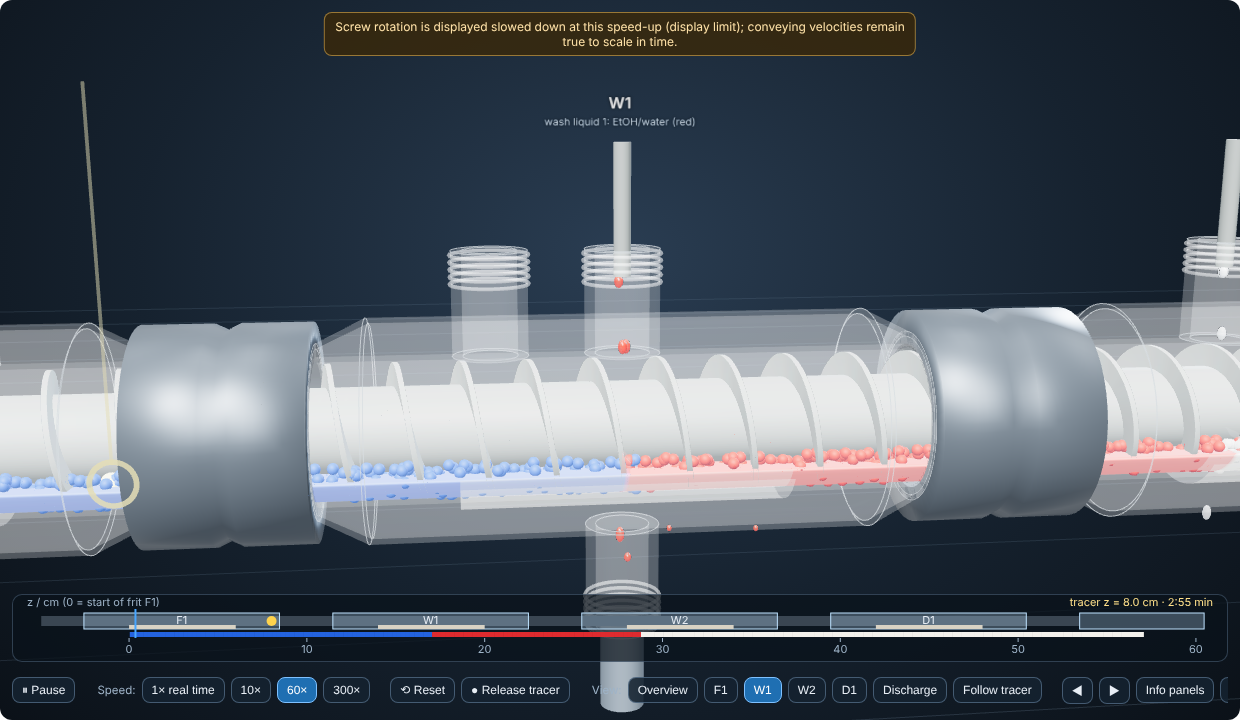 Screw rotation is displayed slowed down at this speed-up (display limit); conveying velocities remain
true to scale in time.
W1
wash liquid 1: EtOH/water (red)
z / cm (0 = start of frit F1)
tracer z = 8.0 cm · 2:55 min
F1 W1 W2 D1
0 10 20 30 40 50 60
⏸ Pause Speed: 1× real time 10× 60× 300× ⟲ Reset ● Release tracer Overview F1 W1 W2 D1 Discharge Follow tracer ◀ ▶ Info panels